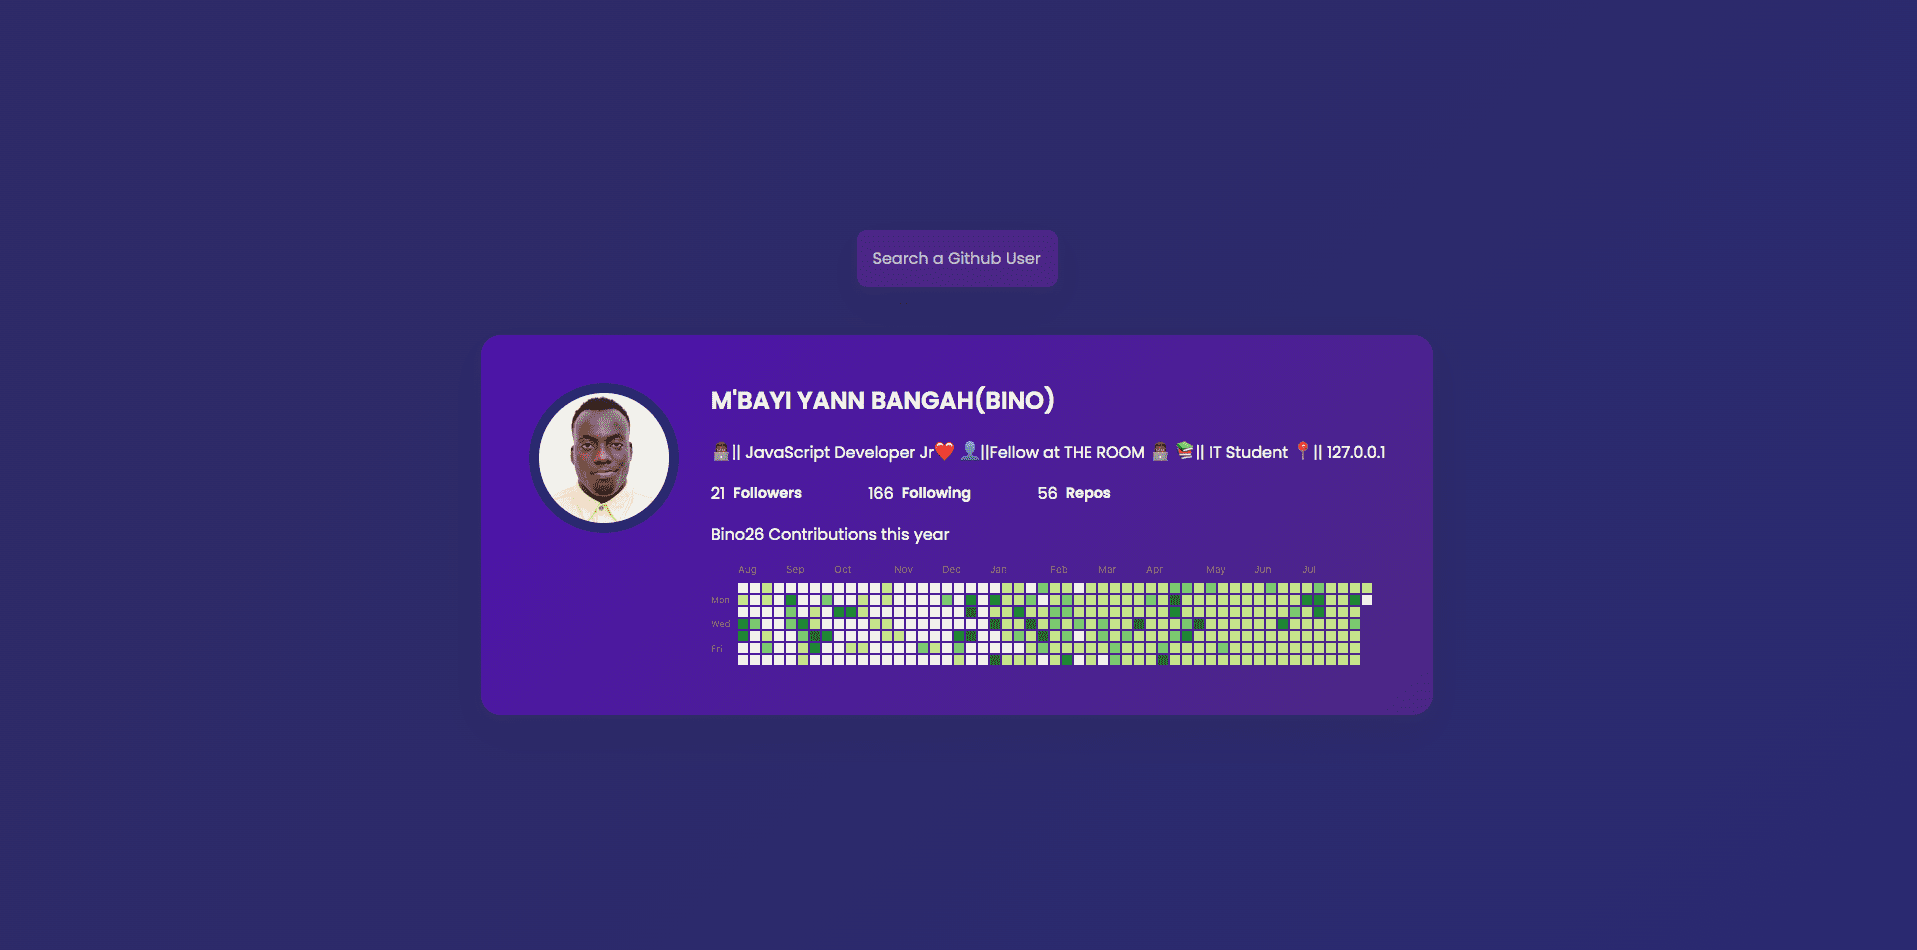 Search a Github User
M'BAYI YANN BANGAH(BINO)
👨🏾‍💻|| JavaScript Developer Jr❤️ 👤||Fellow at THE ROOM 👨🏾‍💻 📚|| IT Student 📍|| 127.0.0.1
21 Followers 166 Following 56 Repos
Bino26 Contributions this year
Aug Sep Oct Nov Dec Jan Feb Mar Apr May Jun Jul
Mon
Wed
Fri